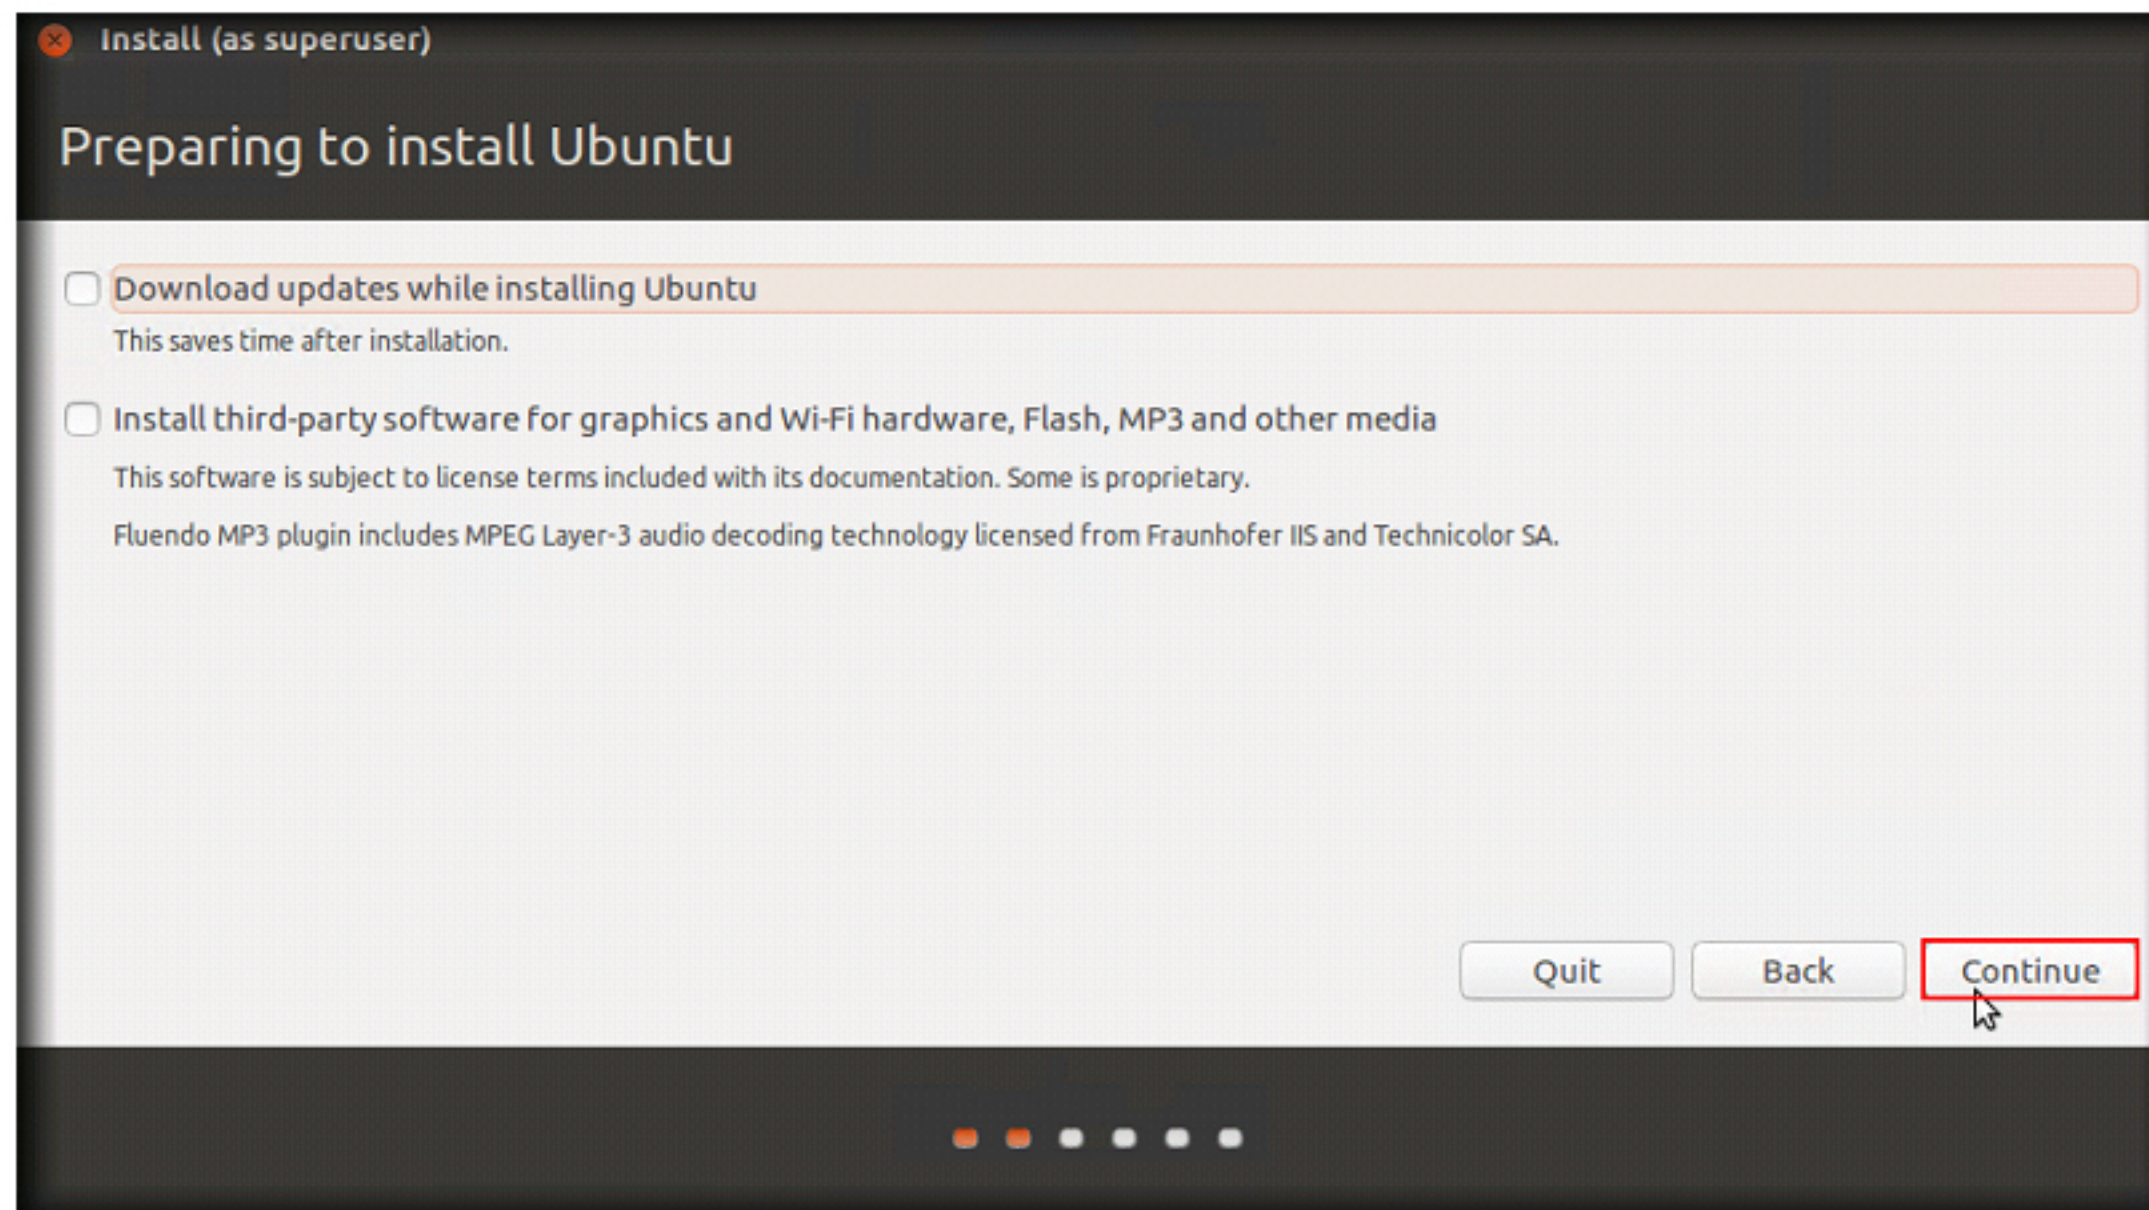 Install (as superuser)
Preparing to install Ubuntu
Download updates while installing Ubuntu
This saves time after installation.
Install third-party software for graphics and Wi-Fi hardware, Flash, MP3 and other media
This software is subject to license terms included with its documentation. Some is proprietary.
Fluendo MP3 plugin includes MPEG Layer-3 audio decoding technology licensed from Fraunhofer IIS and Technicolor SA.
Quit Back Continue